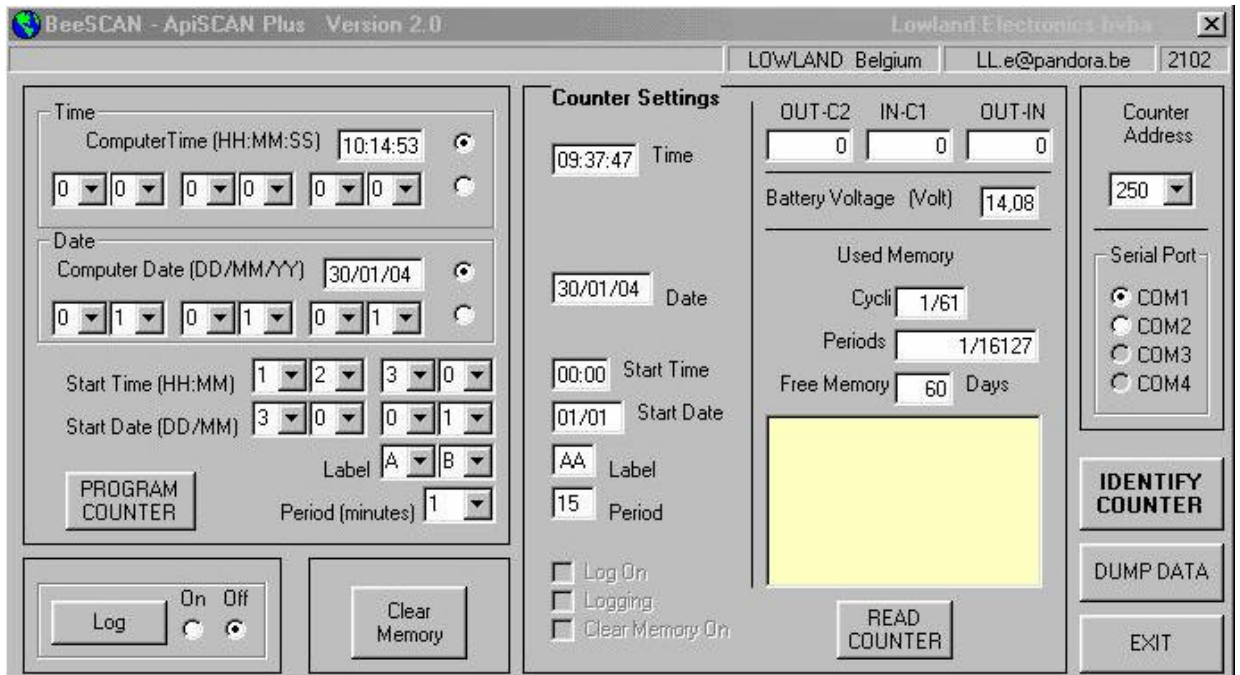 BeeSCAN - ApiSCAN Plus Version 2.0 Lowland Electronics bvba
LOWLAND Belgium LL.e@pandora.be 2102
Time
ComputerTime (HH:MM:SS) 10:14:53
0 0 0 0 0 0
Date
Computer Date (DD/MM/YY) 30/01/04
0 1 0 1 0 1
Start Time (HH:MM) 1 2 3 0
Start Date (DD/MM) 3 0 0 1
Label A B
Period (minutes) 1
PROGRAM
COUNTER
Log
On Off
Clear
Memory
Counter Settings
09:37:47 Time
30/01/04 Date
00:00 Start Time
01/01 Start Date
AA Label
15 Period
Log On
Logging
Clear Memory On
OUT-C2 IN-C1 OUT-IN
0 0 0
Battery Voltage (Volt) 14,08
Used Memory
Cycli 1/61
Periods 1/16127
Free Memory 60 Days
READ
COUNTER
Counter
Address
250
Serial Port
COM1
COM2
COM3
COM4
IDENTIFY
COUNTER
DUMP DATA
EXIT